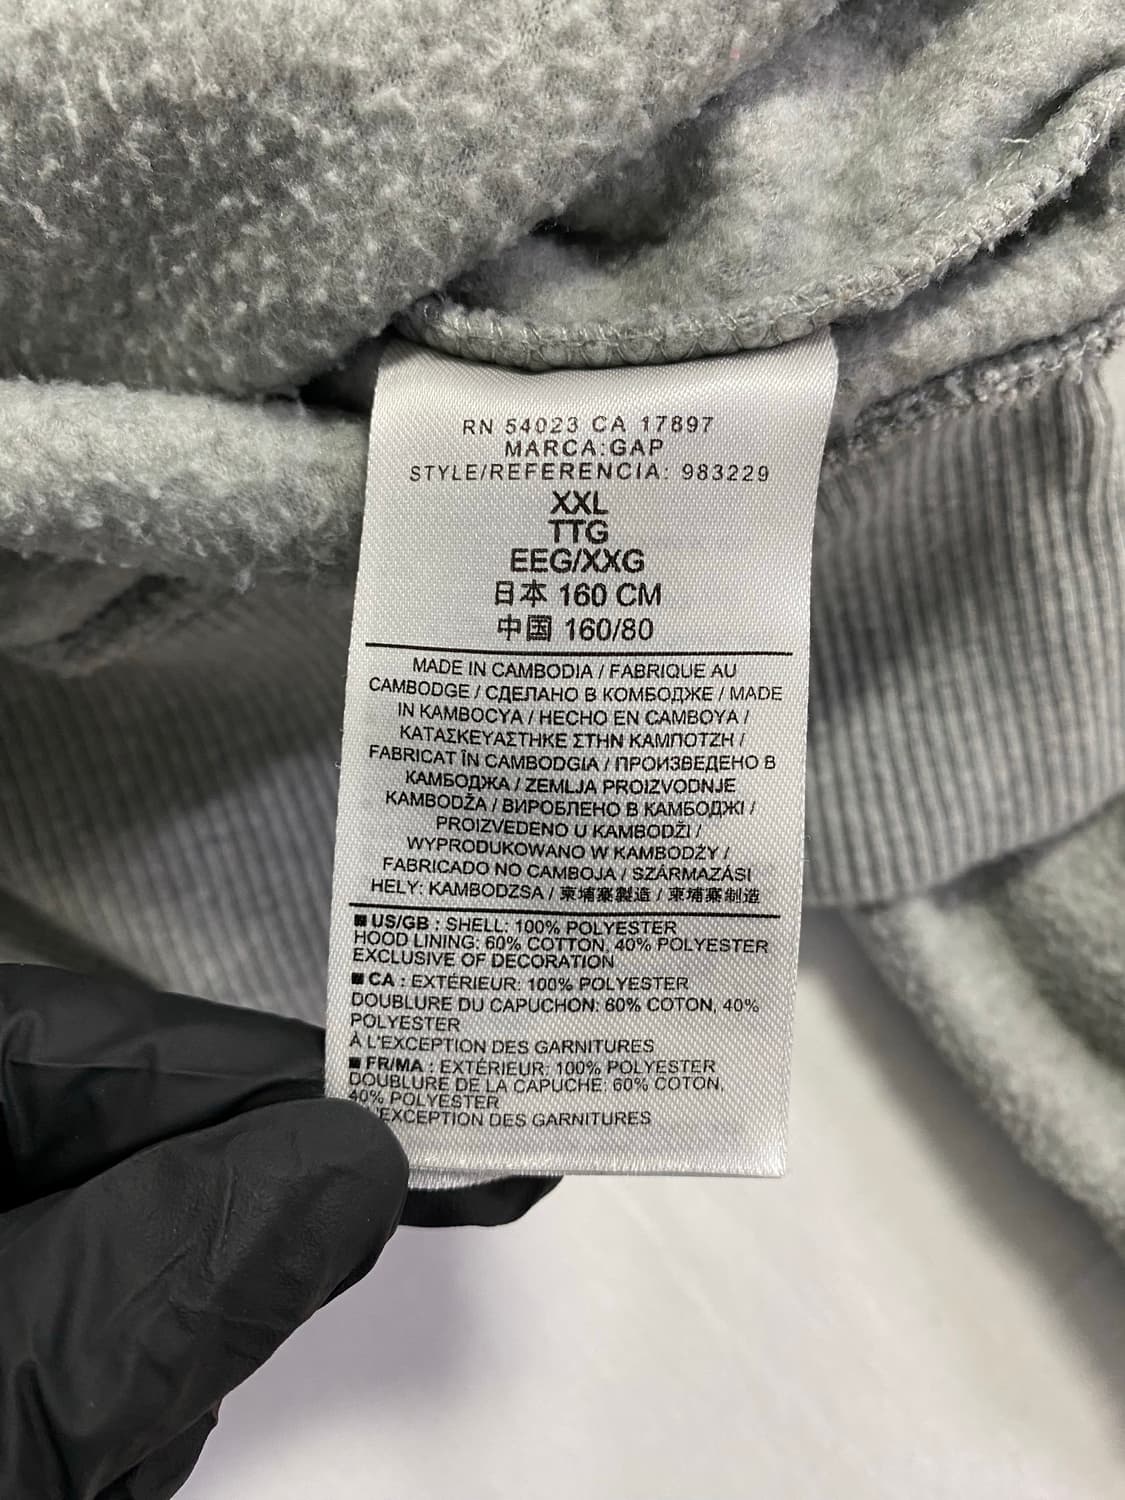 RN 54023 CA 17897
MARCA:GAP
STYLE/REFERENCIA: 983229
XXL
TTG
EEG/XXG
日本 160 CM
中国 160/80
MADE IN CAMBODIA / FABRIQUE AU
CAMBODGE / СДЕЛАНО В КОМБОДЖЕ / MADE
IN KAMBOCYA / HECHO EN CAMBOYA /
ΚΑΤΑΣΚΕΥΑΣΤΗΚΕ ΣΤΗΝ ΚΑΜΠΟΤΖΗ /
FABRICAT ÎN CAMBODGIA / ПРОИЗВЕДЕНО В
КАМБОДЖА / ZEMLJA PROIZVODNJE
KAMBODŽA / ВИРОБЛЕНО В КАМБОДЖІ /
PROIZVEDENO U KAMBODŽI /
WYPRODUKOWANO W KAMBODŻY /
FABRICADO NO CAMBOJA / SZÁRMAZÁSI
HELY: KAMBODZSA / 柬埔寨製造 / 柬埔寨制造
■ US/GB : SHELL: 100% POLYESTER
HOOD LINING: 60% COTTON, 40% POLYESTER
EXCLUSIVE OF DECORATION
■ CA : EXTÉRIEUR: 100% POLYESTER
DOUBLURE DU CAPUCHON: 60% COTON, 40%
POLYESTER
À L'EXCEPTION DES GARNITURES
■ FR/MA : EXTÉRIEUR: 100% POLYESTER
DOUBLURE DE LA CAPUCHE: 60% COTON,
40% POLYESTER
'EXCEPTION DES GARNITURES